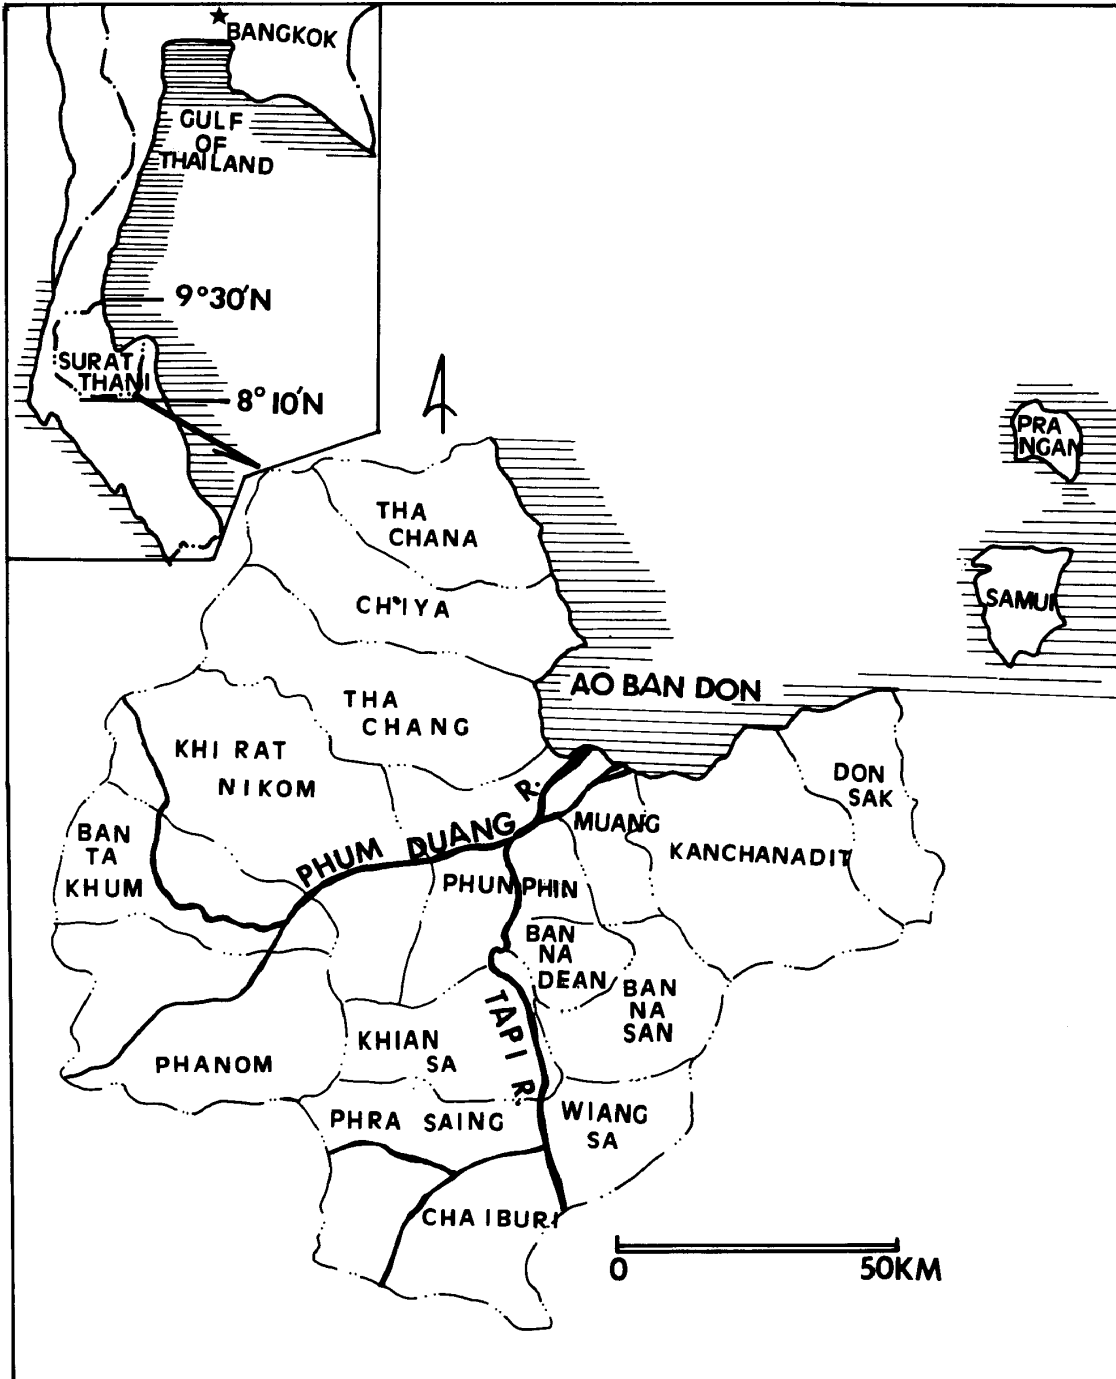 BANGKOK
GULF
OF
THAILAND
9°30'N
SURAT
THANI
8°10'N
PRA
NGAN
THA
CHANA
CH'IYA
SAMUI
AO BAN DON
THA
CHANG
KHI RAT
NIKOM
DON
SAK
PHUM DUANG R.
MUANG
BAN
TA
KHUM
KANCHANADIT
PHUNPHIN
BAN
NA
DEAN
BAN
NA
SAN
TAPI R.
KHIAN
SA
PHANOM
PHRA SAING
WIANG
SA
CHAIBURI
0
50KM